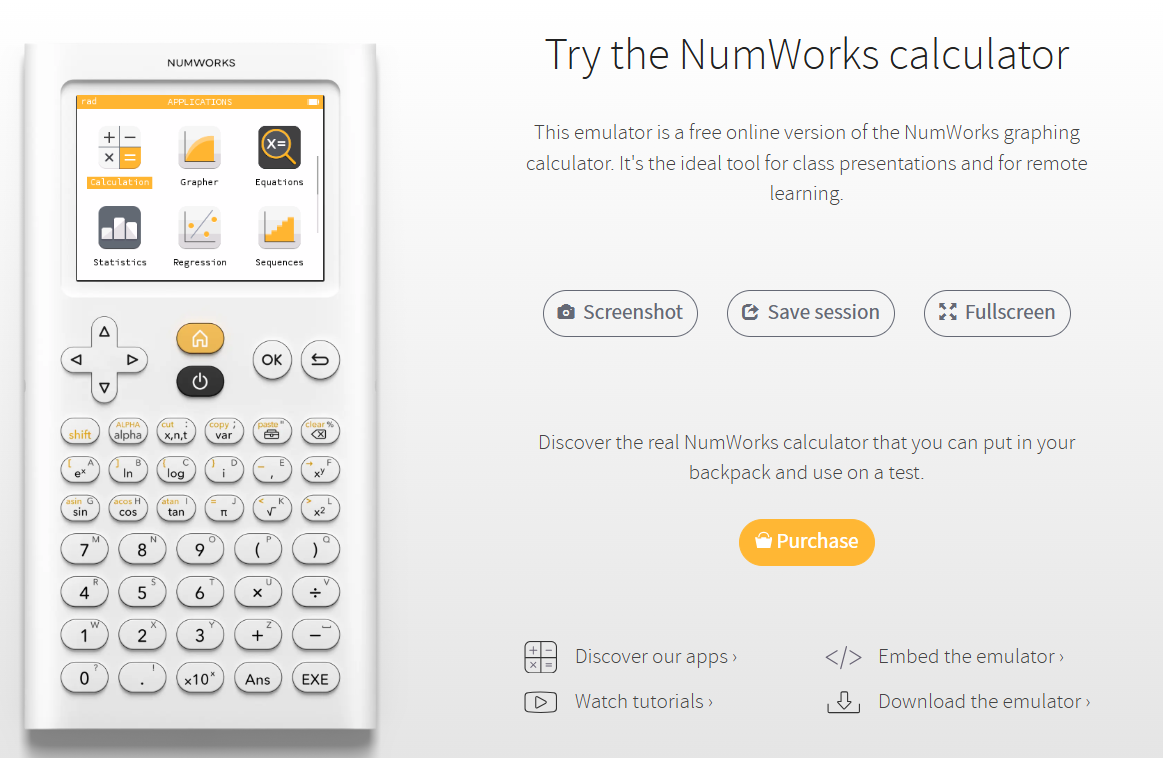 NUMWORKS
rad APPLICATIONS
+ −
× =
X=
Calculation Grapher Equations
Statistics Regression Sequences
OK
shift ALPHA alpha cut : x,n,t copy ; var paste " clear %
[ A eˣ ] B ln { C log } D i _ E , → F xʸ
asin G sin acos H cos atan I tan = J π < K √ > L x²
7 M 8 N 9 O ( P ) Q
4 R 5 S 6 T × U ÷ V
1 W 2 X 3 Y + Z −
0 ? . ! ×10ˣ Ans EXE
Try the NumWorks calculator
This emulator is a free online version of the NumWorks graphing
calculator. It's the ideal tool for class presentations and for remote
learning.
Screenshot Save session Fullscreen
Discover the real NumWorks calculator that you can put in your
backpack and use on a test.
Purchase
Discover our apps › </> Embed the emulator ›
Watch tutorials › Download the emulator ›